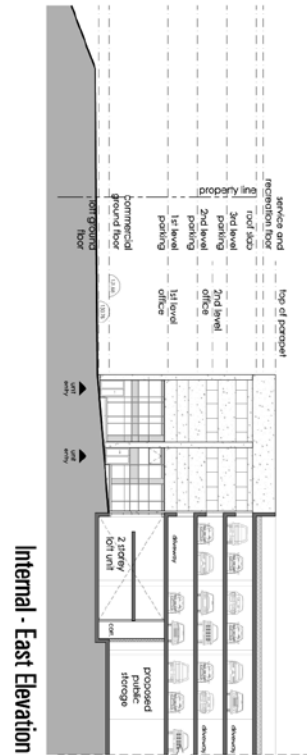 service and
recreation floor
top of parapet
roof slab
property line
3rd level
parking
2nd level
office
2nd level
parking
1st level
parking
1st level
office
commercial
ground floor
loft ground
floor
unit
entry
unit
entry
driveway
driveway
driveway
2 storey
loft unit
corr.
proposed
public
storage
Internal - East Elevation